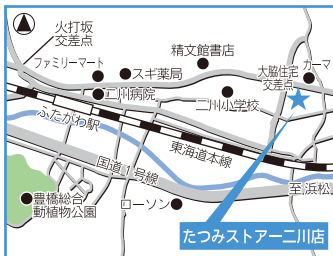 火打坂
交差点
ファミリーマート
スギ薬局
精文館書店
大脇住宅
交差点
カーマ
二川病院
二川小学校
ふたがわ駅
東海道本線
国道1号線
至浜松
豊橋総合
動植物公園
ローソン
たつみストアー二川店